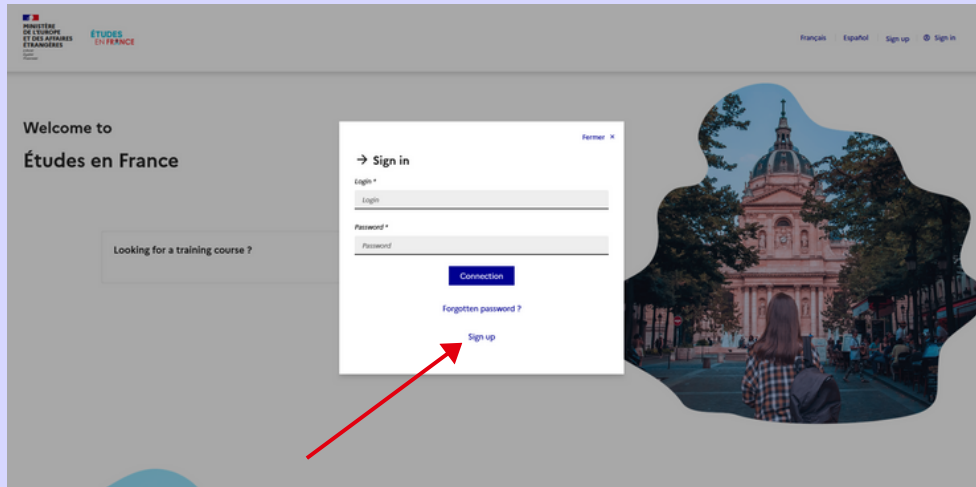 MINISTÈRE
DE L'EUROPE
ET DES AFFAIRES
ÉTRANGÈRES
ÉTUDES
EN FRANCE
Français Español Sign up Sign in
Welcome to
Études en France
Looking for a training course ?
Fermer ×
→ Sign in
Login *
Login
Password *
Password
Connection
Forgotten password ?
Sign up